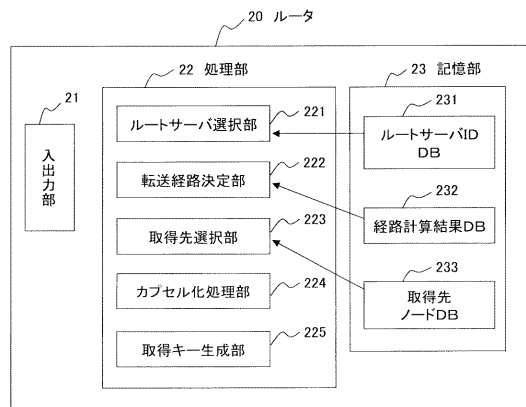 20 ルータ
22 処理部
23 記憶部
21
入出力部
221
ルートサーバ選択部
222
転送経路決定部
223
取得先選択部
224
カプセル化処理部
225
取得キー生成部
231
ルートサーバID
DB
232
経路計算結果DB
233
取得先
ノードDB